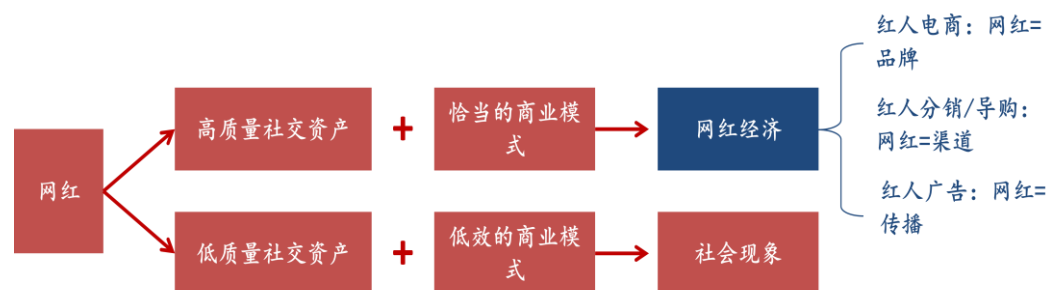 网红
高质量社交资产
+
恰当的商业模
式
网红经济
红人电商：网红=
品牌
红人分销/导购：
网红=渠道
红人广告：网红=
传播
低质量社交资产
+
低效的商业模
式
社会现象